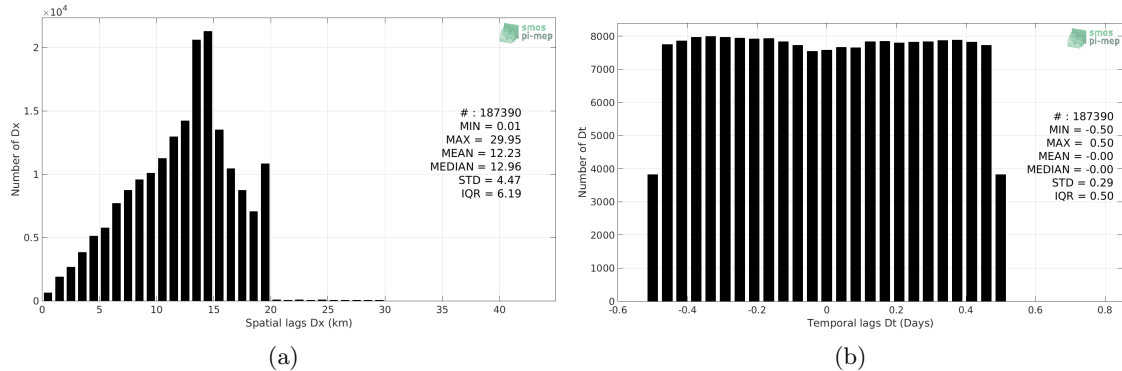 ×10⁴
2
1.5
1
0.5
0
0 5 10 15 20 25 30 35 40
Number of Dx
Spatial lags Dx (km)
smos
pi-mep
# : 187390
MIN = 0.01
MAX = 29.95
MEAN = 12.23
MEDIAN = 12.96
STD = 4.47
IQR = 6.19
(a)
8000
7000
6000
5000
4000
3000
2000
1000
0
-0.6 -0.4 -0.2 0 0.2 0.4 0.6 0.8
Number of Dt
Temporal lags Dt (Days)
smos
pi-mep
# : 187390
MIN = -0.50
MAX = 0.50
MEAN = -0.00
MEDIAN = -0.00
STD = 0.29
IQR = 0.50
(b)